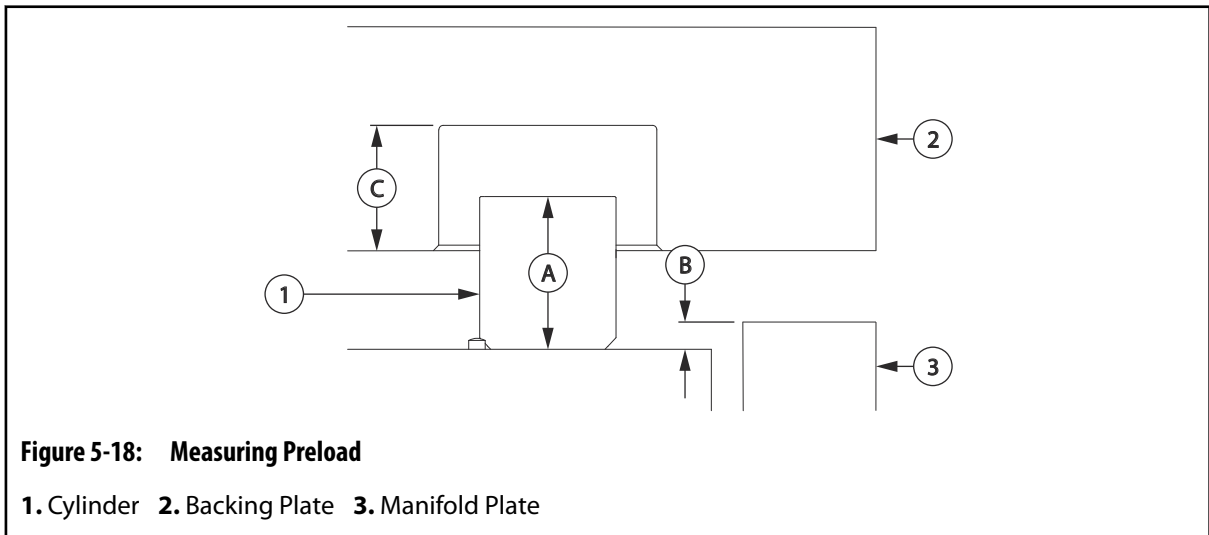 2
C
A
B
1
3
Figure 5-18: Measuring Preload
1. Cylinder 2. Backing Plate 3. Manifold Plate